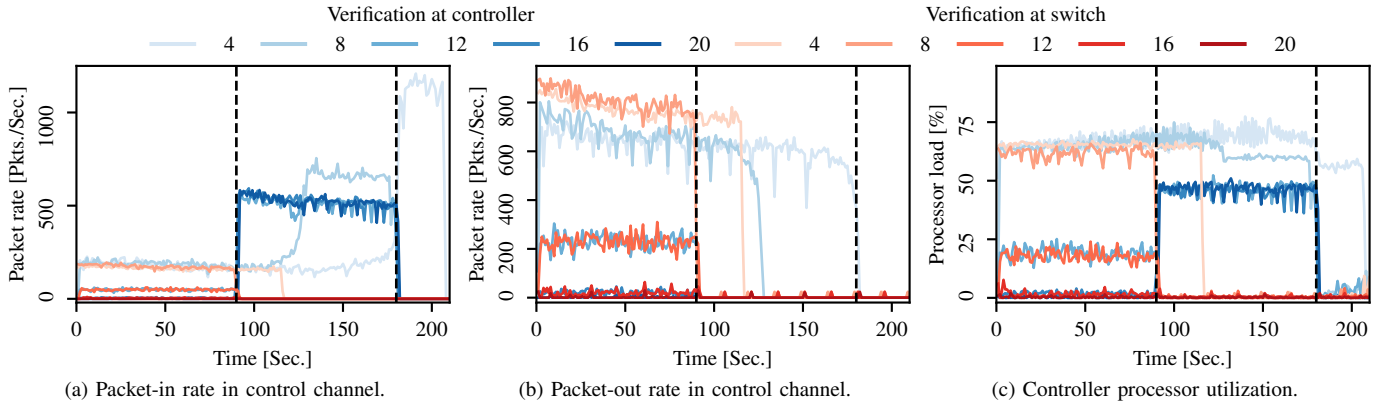 Verification at controller Verification at switch
4 8 12 16 20 4 8 12 16 20
Packet rate [Pkts./Sec.]
1000
500
0
0 50 100 150 200
Time [Sec.]
(a) Packet-in rate in control channel.
Packet rate [Pkts./Sec.]
800
600
400
200
0
0 50 100 150 200
Time [Sec.]
(b) Packet-out rate in control channel.
Processor load [%]
75
50
25
0
0 50 100 150 200
Time [Sec.]
(c) Controller processor utilization.